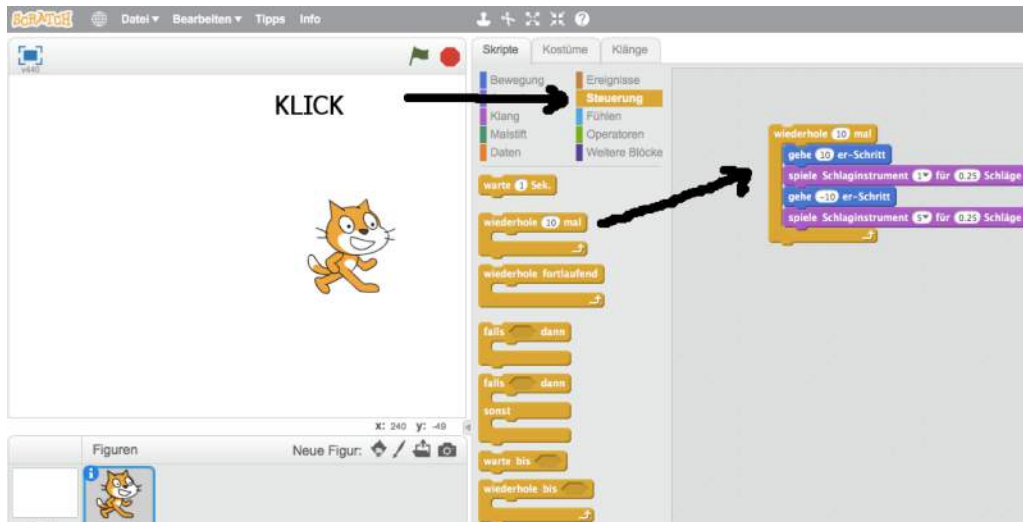 SCRATCH Datei Bearbeiten Tipps Info
v440
KLICK
Skripte Kostüme Klänge
Bewegung Ereignisse
Steuerung
Klang Fühlen
Malstift Operatoren
Daten Weitere Blöcke
warte 1 Sek.
wiederhole 10 mal
wiederhole fortlaufend
falls dann
falls dann
sonst
warte bis
wiederhole bis
wiederhole 10 mal
gehe 10 er-Schritt
spiele Schlaginstrument 1 für 0.25 Schläge
gehe -10 er-Schritt
spiele Schlaginstrument 5 für 0.25 Schläge
x: 240 y: -49
Figuren Neue Figur: